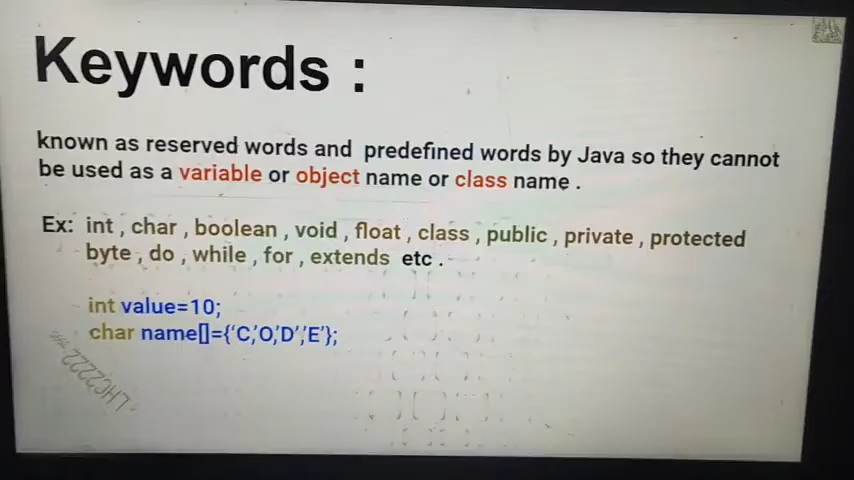 Keywords :
known as reserved words and predefined words by Java so they cannot
be used as a variable or object name or class name .
Ex: int , char , boolean , void , float , class , public , private , protected
byte , do , while , for , extends etc .
int value=10;
char name[]={‘C,’O,’D’,’E’};
LHC2222